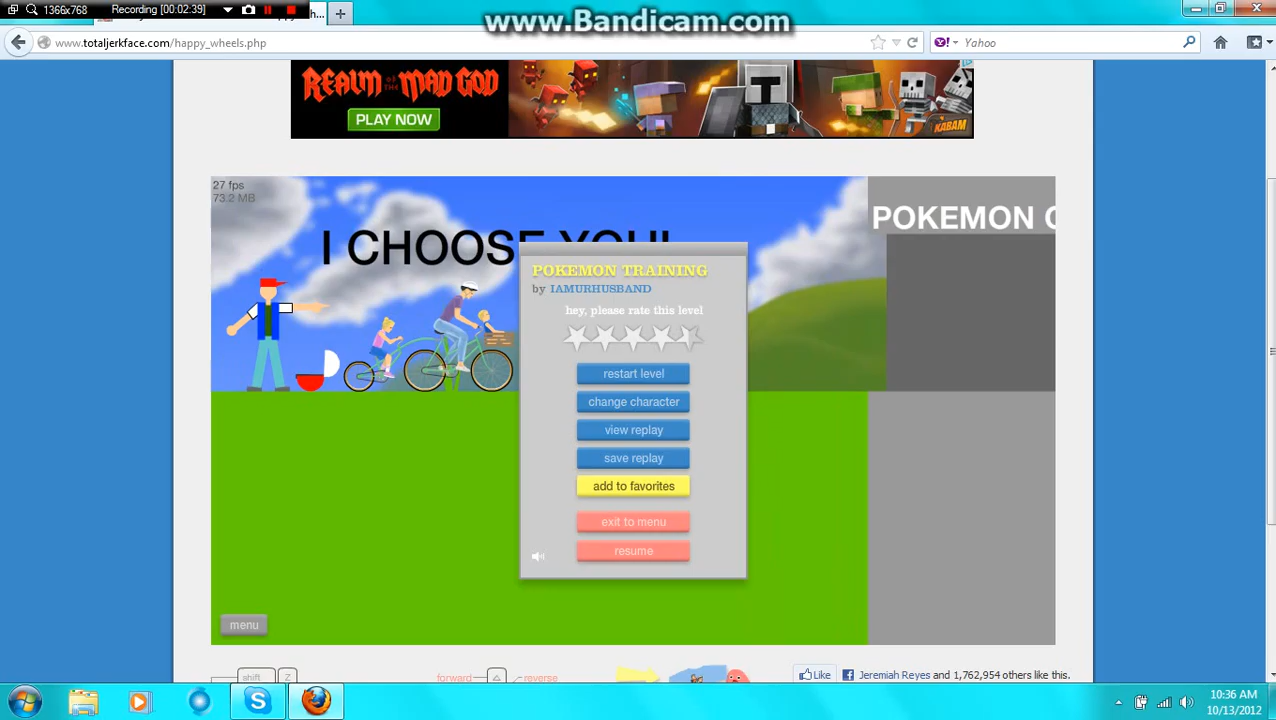 1366x768
Recording [00:02:39]
www.Bandicam.com
h...
www.totaljerkface.com/happy_wheels.php
Yahoo
REALM OF THE MAD GOD
PLAY NOW
KABAM
27 fps
73.2 MB
I CHOOSE YOU!
POKEMON
POKEMON TRAINING
by IAMURHUSBAND
hey, please rate this level
restart level
change character
view replay
save replay
add to favorites
exit to menu
resume
menu
shift
Z
forward
reverse
Like
Jeremiah Reyes and 1,762,954 others like this.
10:36 AM
10/13/2012